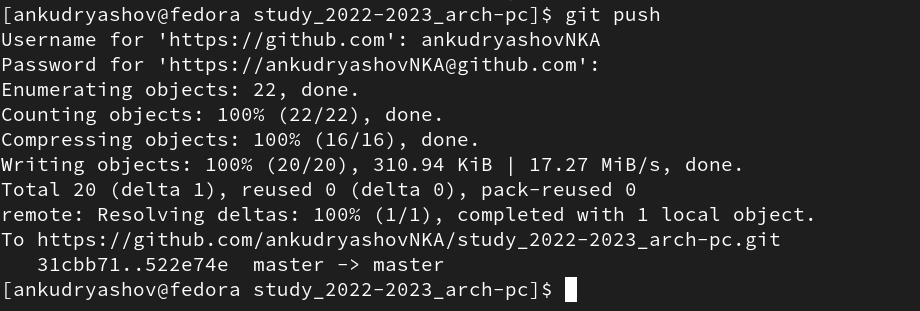 [ankudryashov@fedora study_2022-2023_arch-pc]$ git push
Username for 'https://github.com': ankudryashovNKA
Password for 'https://ankudryashovNKA@github.com':
Enumerating objects: 22, done.
Counting objects: 100% (22/22), done.
Compressing objects: 100% (16/16), done.
Writing objects: 100% (20/20), 310.94 KiB | 17.27 MiB/s, done.
Total 20 (delta 1), reused 0 (delta 0), pack-reused 0
remote: Resolving deltas: 100% (1/1), completed with 1 local object.
To https://github.com/ankudryashovNKA/study_2022-2023_arch-pc.git
   31cbb71..522e74e  master -> master
[ankudryashov@fedora study_2022-2023_arch-pc]$